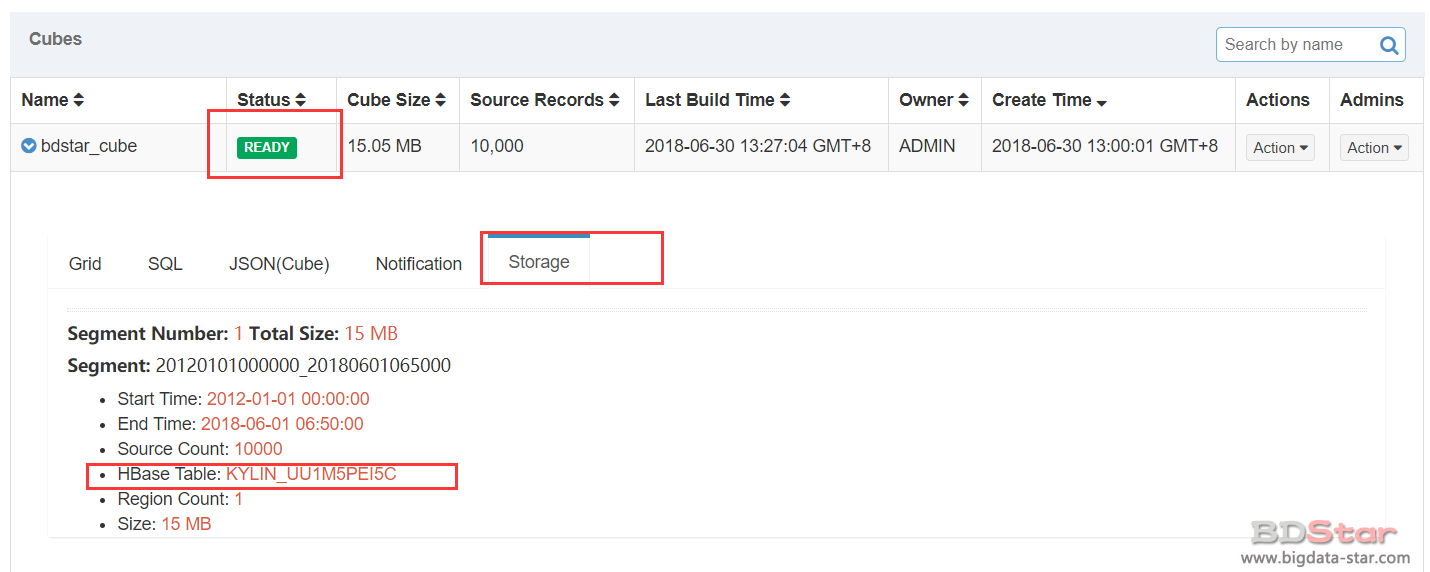 Cubes
Search by name
Name Status Cube Size Source Records Last Build Time Owner Create Time Actions Admins
bdstar_cube READY 15.05 MB 10,000 2018-06-30 13:27:04 GMT+8 ADMIN 2018-06-30 13:00:01 GMT+8 Action Action
Grid SQL JSON(Cube) Notification Storage
Segment Number: 1 Total Size: 15 MB
Segment: 20120101000000_20180601065000
Start Time: 2012-01-01 00:00:00
End Time: 2018-06-01 06:50:00
Source Count: 10000
HBase Table: KYLIN_UU1M5PEI5C
Region Count: 1
Size: 15 MB
BDStar
www.bigdata-star.com